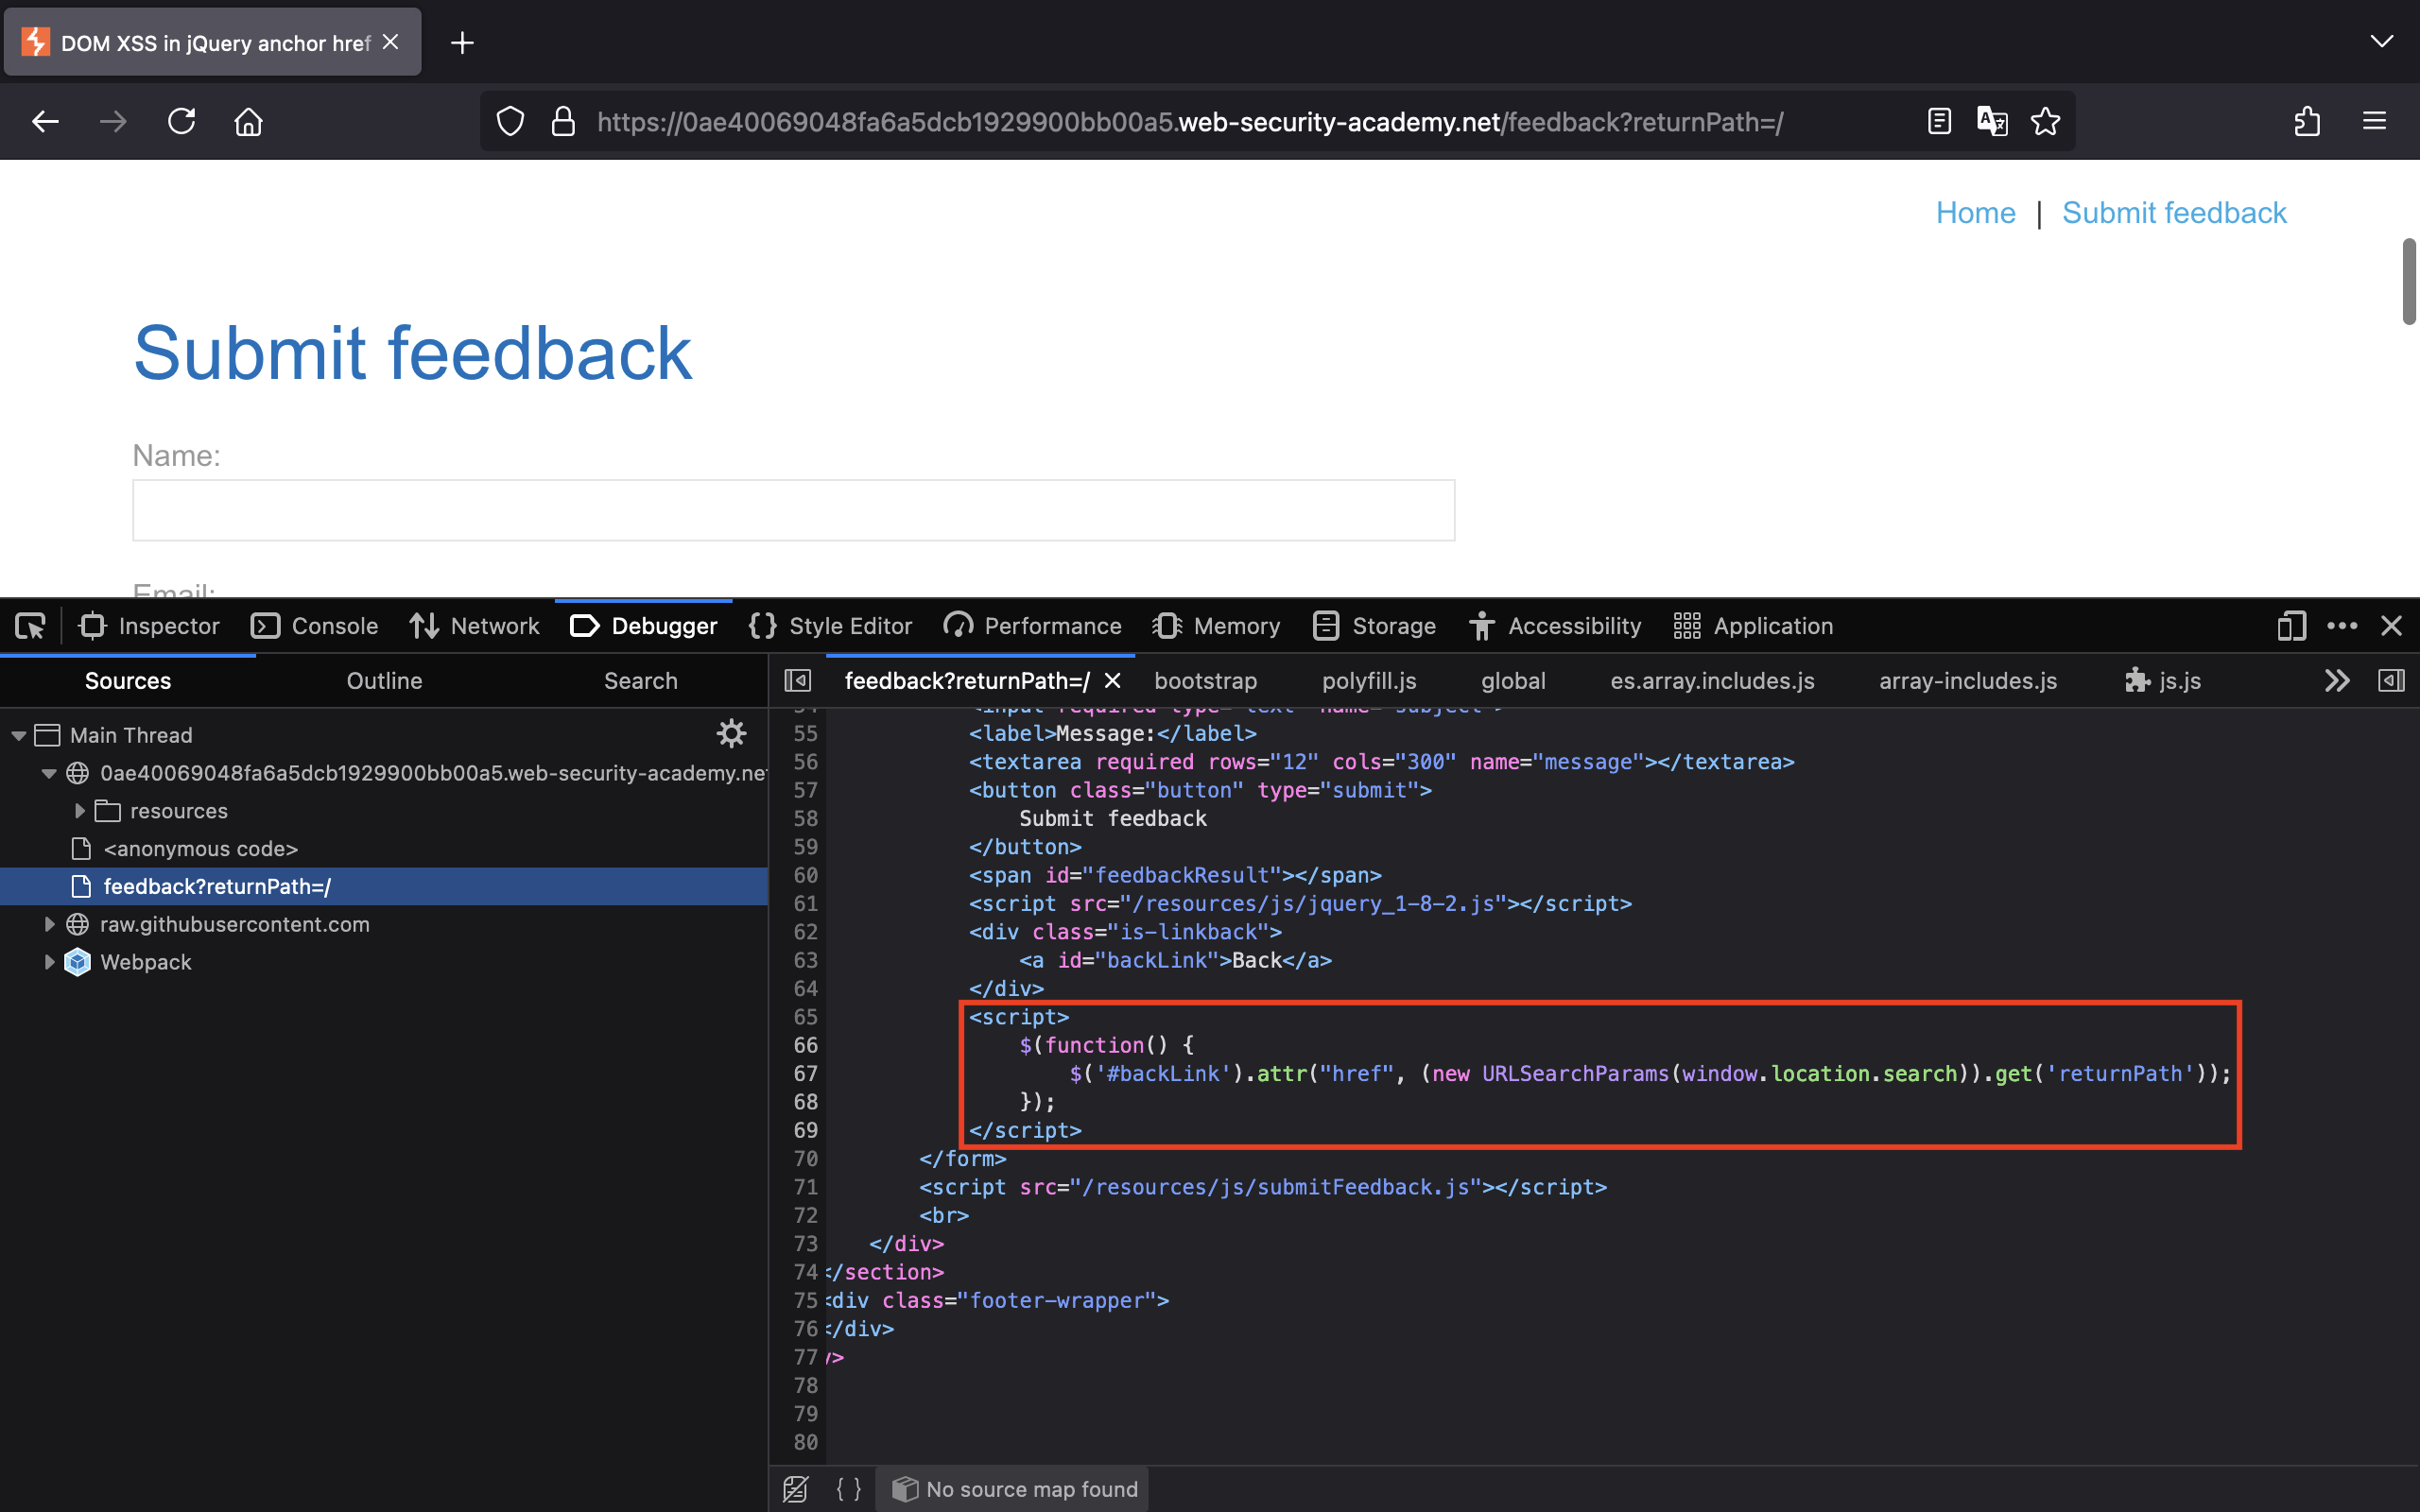 DOM XSS in jQuery anchor href
https://0ae40069048fa6a5dcb1929900bb00a5.web-security-academy.net/feedback?returnPath=/
Home | Submit feedback
Submit feedback
Name:
Email:
Inspector Console Network Debugger Style Editor Performance Memory Storage Accessibility Application
Sources Outline Search
feedback?returnPath=/ bootstrap polyfill.js global es.array.includes.js array-includes.js js.js
Main Thread
0ae40069048fa6a5dcb1929900bb00a5.web-security-academy.net
resources
<anonymous code>
feedback?returnPath=/
raw.githubusercontent.com
Webpack
54 <input required type="text" name="subject">
55 <label>Message:</label>
56 <textarea required rows="12" cols="300" name="message"></textarea>
57 <button class="button" type="submit">
58 Submit feedback
59 </button>
60 <span id="feedbackResult"></span>
61 <script src="/resources/js/jquery_1-8-2.js"></script>
62 <div class="is-linkback">
63 <a id="backLink">Back</a>
64 </div>
65 <script>
66 $(function() {
67 $('#backLink').attr("href", (new URLSearchParams(window.location.search)).get('returnPath'));
68 });
69 </script>
70 </form>
71 <script src="/resources/js/submitFeedback.js"></script>
72 <br>
73 </div>
74 </section>
75 <div class="footer-wrapper">
76 </div>
77 />
78
79
80
{ } No source map found